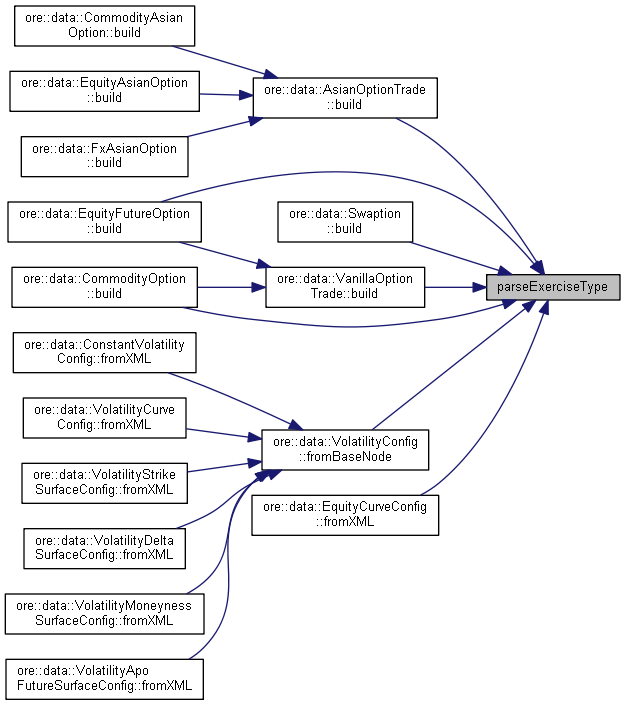 ore::data::CommodityAsian
Option::build
ore::data::EquityAsianOption
::build
ore::data::AsianOptionTrade
::build
ore::data::FxAsianOption
::build
ore::data::EquityFutureOption
::build
ore::data::Swaption
::build
ore::data::CommodityOption
::build
ore::data::VanillaOption
Trade::build
parseExerciseType
ore::data::ConstantVolatility
Config::fromXML
ore::data::VolatilityCurve
Config::fromXML
ore::data::VolatilityConfig
::fromBaseNode
ore::data::VolatilityStrike
SurfaceConfig::fromXML
ore::data::EquityCurveConfig
::fromXML
ore::data::VolatilityDelta
SurfaceConfig::fromXML
ore::data::VolatilityMoneyness
SurfaceConfig::fromXML
ore::data::VolatilityApo
FutureSurfaceConfig::fromXML